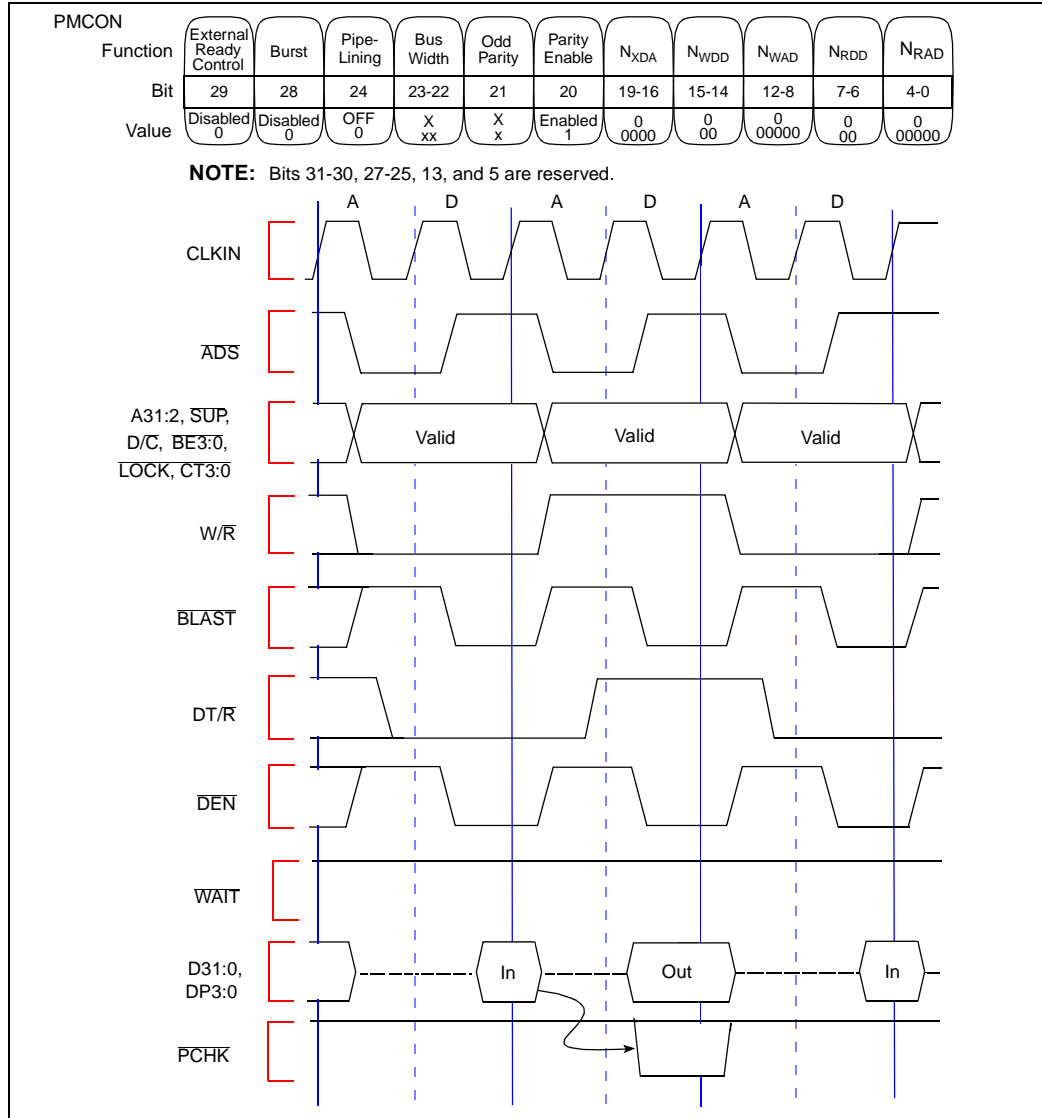 PMCON
Function External Ready Control Burst Pipe-Lining Bus Width Odd Parity Parity Enable NXDA NWDD NWAD NRDD NRAD
Bit 29 28 24 23-22 21 20 19-16 15-14 12-8 7-6 4-0
Value Disabled 0 Disabled 0 OFF 0 X xx X x Enabled 1 0 0000 0 00 0 00000 0 00 0 00000
NOTE: Bits 31-30, 27-25, 13, and 5 are reserved.
A D A D A D
CLKIN
ADS
A31:2, SUP,
D/C, BE3:0,
LOCK, CT3:0
Valid Valid Valid
W/R
BLAST
DT/R
DEN
WAIT
D31:0,
DP3:0
In Out In
PCHK